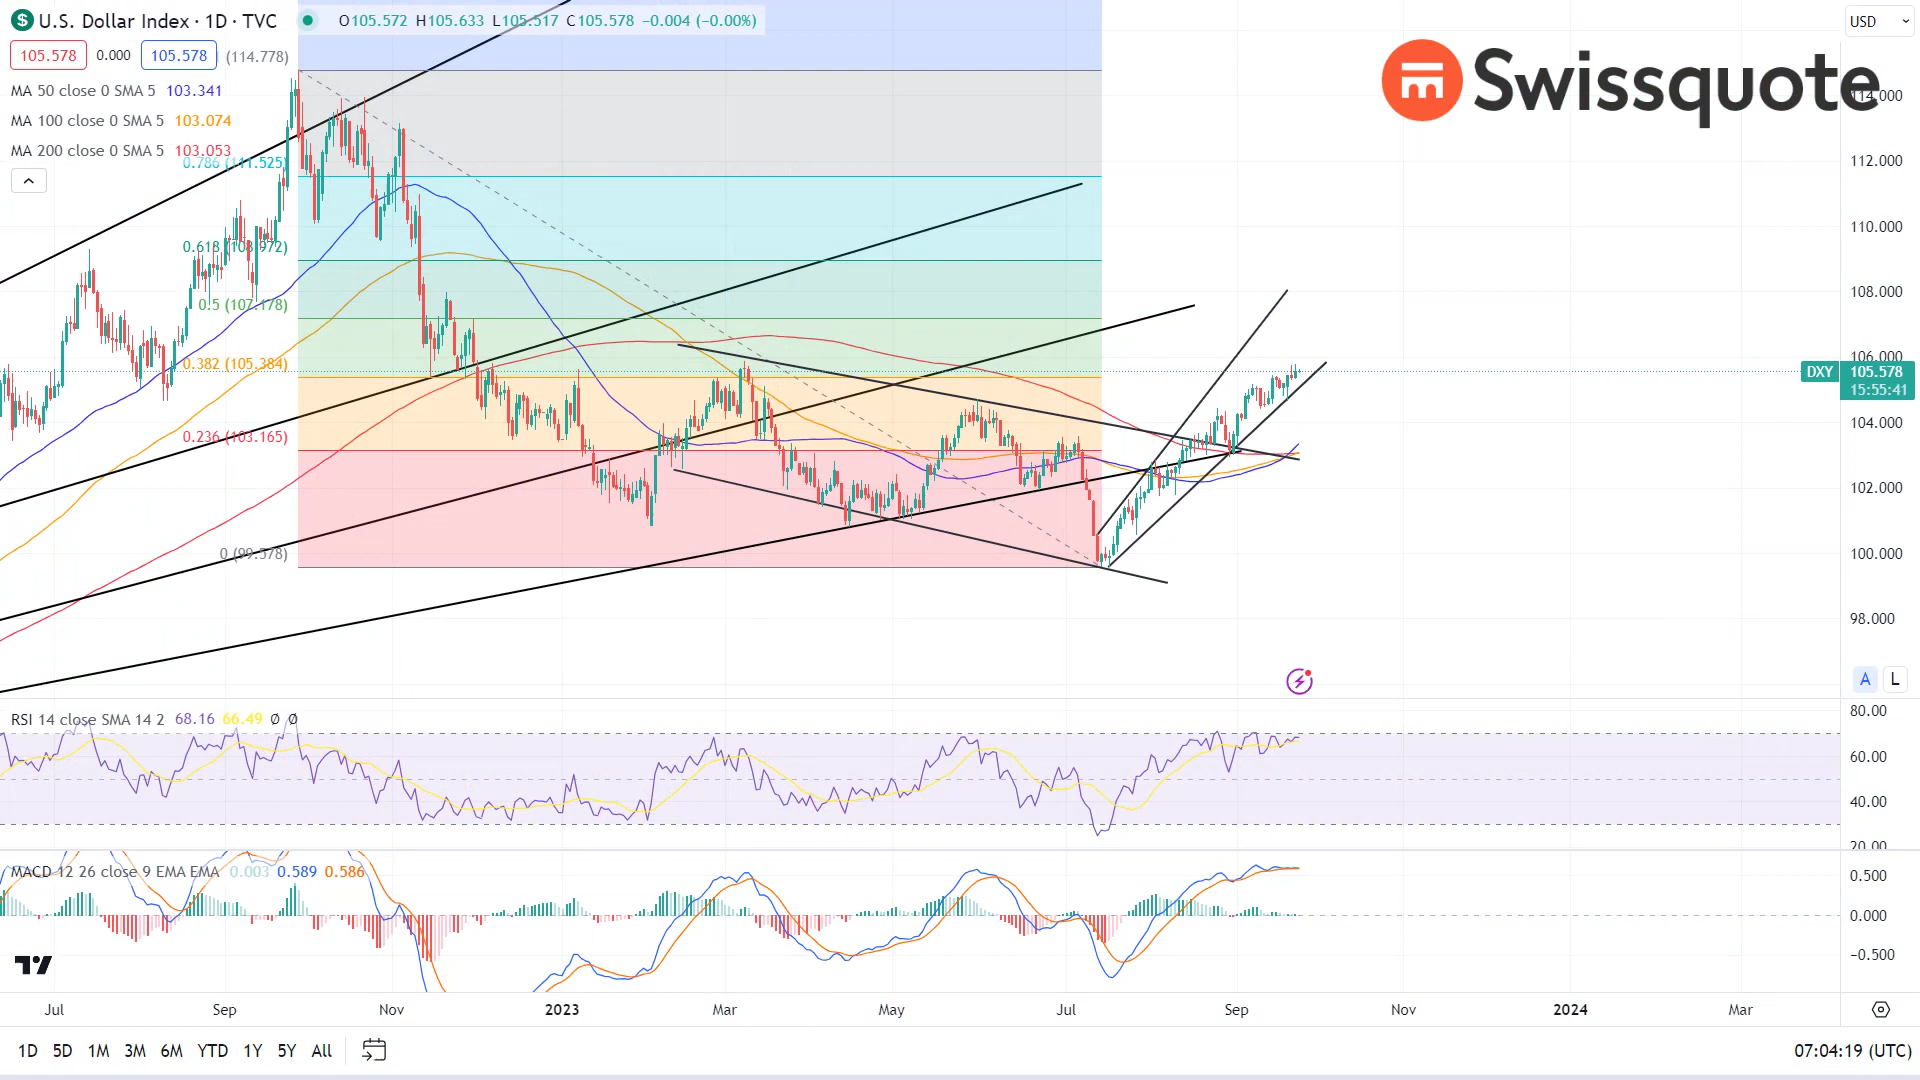 U.S. Dollar Index · 1D · TVC
O105.572 H105.633 L105.517 C105.578 −0.004 (−0.00%)
USD
105.578 0.000 105.578 (114.778)
Swissquote
MA 50 close 0 SMA 5 103.341
MA 100 close 0 SMA 5 103.074
MA 200 close 0 SMA 5 103.053
0.786 (111.525)
0.618 (108.972)
0.5 (107.178)
0.382 (105.384)
0.236 (103.165)
0 (99.578)
114.000
112.000
110.000
108.000
106.000
DXY 105.578
15:55:41
104.000
102.000
100.000
98.000
A L
RSI 14 close SMA 14 2 68.16 66.49 Ø Ø
80.00
60.00
40.00
20.00
MACD 12 26 close 9 EMA EMA 0.003 0.589 0.586
0.500
0.000
−0.500
Jul Sep Nov 2023 Mar May Jul Sep Nov 2024 Mar
1D 5D 1M 3M 6M YTD 1Y 5Y All
07:04:19 (UTC)